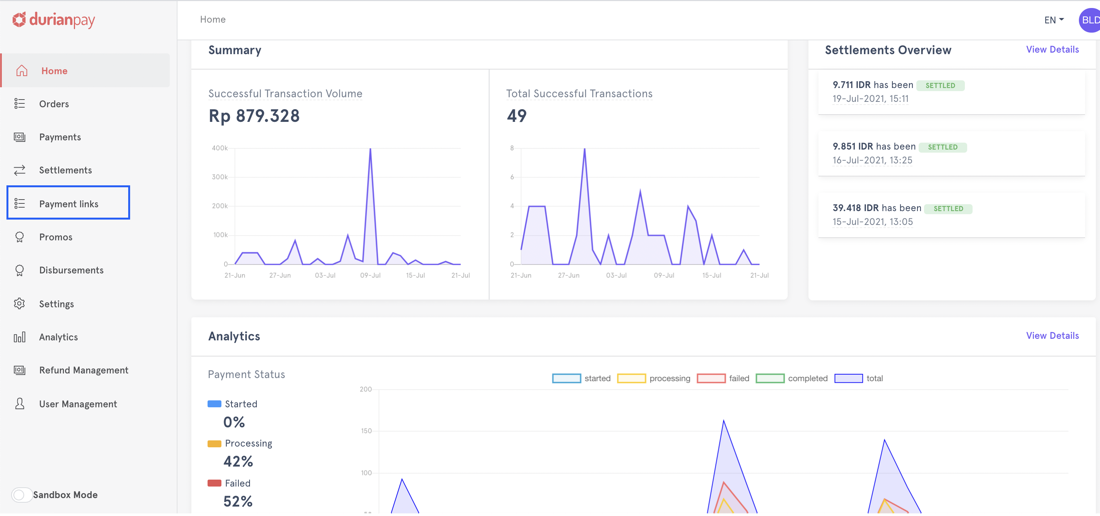 durianpay
Home
EN
BLD
Home
Orders
Payments
Settlements
Payment links
Promos
Disbursements
Settings
Analytics
Refund Management
User Management
Sandbox Mode
Summary
Successful Transaction Volume
Rp 879.328
400k
300k
200k
100k
0
21-Jun 27-Jun 03-Jul 09-Jul 15-Jul 21-Jul
Total Successful Transactions
49
8
6
4
2
0
21-Jun 27-Jun 03-Jul 09-Jul 15-Jul 21-Jul
Settlements Overview View Details
9.711 IDR has been SETTLED
19-Jul-2021, 15:11
9.851 IDR has been SETTLED
16-Jul-2021, 13:25
39.418 IDR has been SETTLED
15-Jul-2021, 13:05
Analytics View Details
Payment Status
Started
0%
Processing
42%
Failed
52%
started processing failed completed total
200
150
100